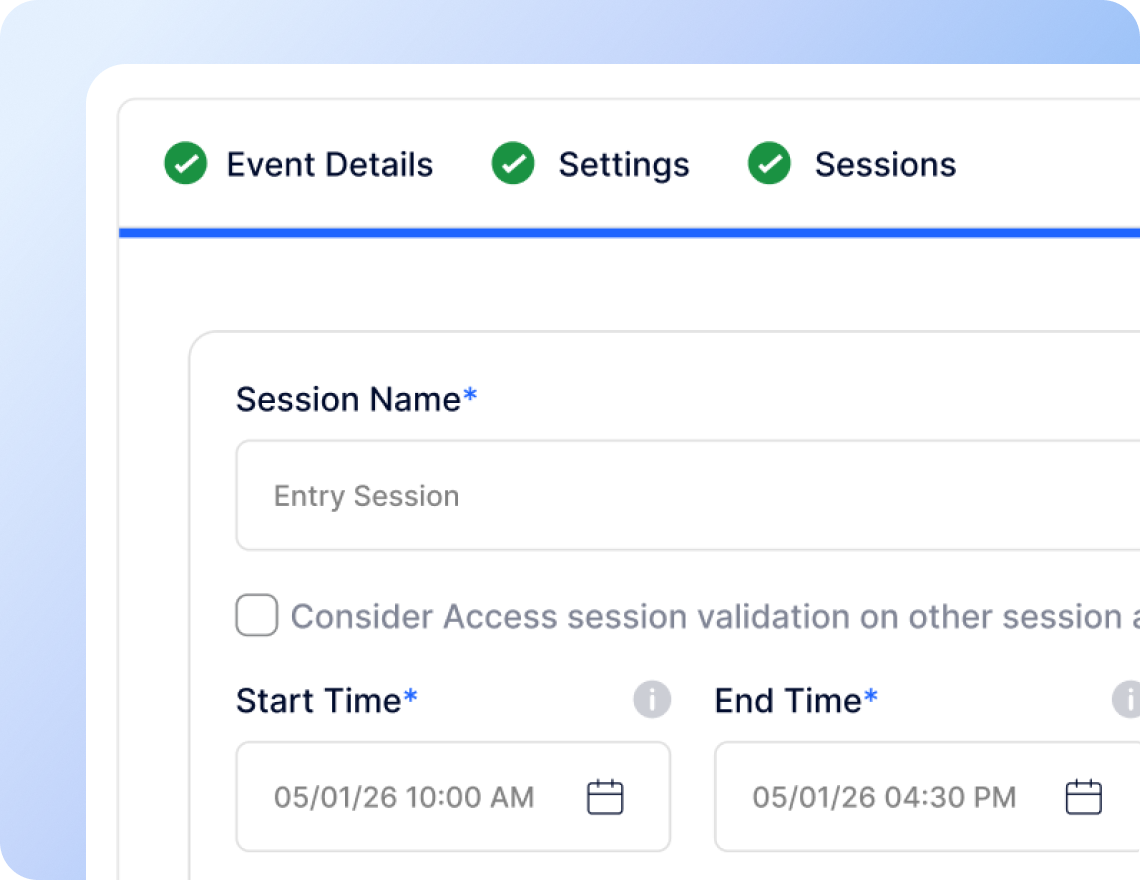 Event Details Settings Sessions
Session Name*
Entry Session
Consider Access session validation on other session
Start Time* End Time*
05/01/26 10:00 AM 05/01/26 04:30 PM